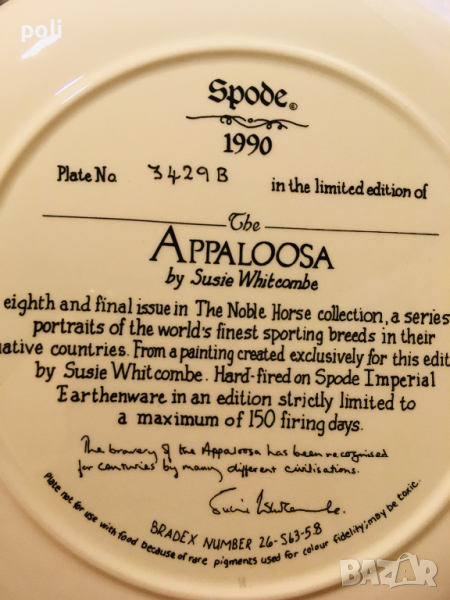 poli
Spode©
1990
Plate No. 3429B in the limited edition of
The
APPALOOSA
by Susie Whitcombe
eighth and final issue in The Noble Horse collection, a series
portraits of the world's finest sporting breeds in their
native countries. From a painting created exclusively for this edit
by Susie Whitcombe. Hard-fired on Spode Imperial
Earthenware in an edition strictly limited to
a maximum of 150 firing days.
The bravery of the Appaloosa has been recognised
for centuries by many different civilisations.
Susie Whitcombe.
BRADEX NUMBER 26-S63-5.8
Plate not for use with food because of rare pigments used for colour fidelity; may be toxic.
BAZAR